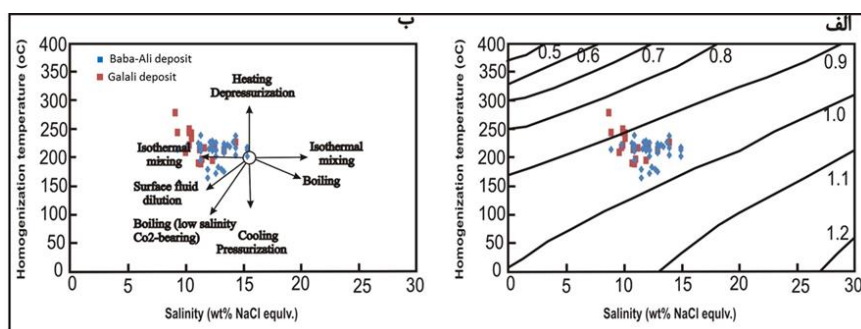 ب
Homogenization temperature (oC)
400
350
300
250
200
150
100
50
0
Baba-Ali deposit
Galali deposit
Heating
Depressurization
Isothermal
mixing
Isothermal
mixing
Surface fluid
dilution
Boiling
Boiling (low salinity
Co2-bearing)
Cooling
Pressurization
0 5 10 15 20 25 30
Salinity (wt% NaCl equlv.)
الف
Homogenization temperature (oC)
400
350
300
250
200
150
100
50
0
0.5 0.6 0.7 0.8 0.9
1.0
1.1
1.2
0 5 10 15 20 25 30
Salinity (wt% NaCl equlv.)